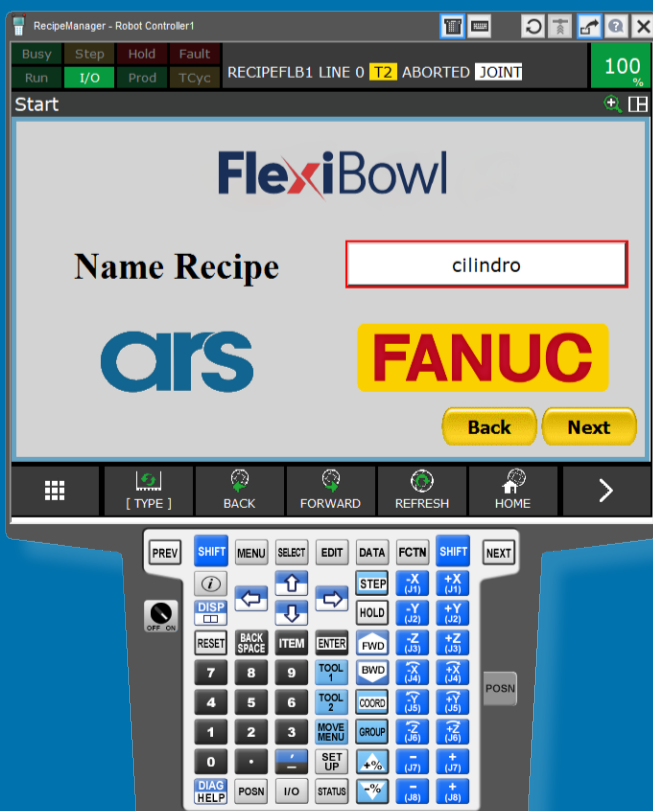 RecipeManager - Robot Controller1
Busy Step Hold Fault
Run I/O Prod TCyc
RECIPEFLB1 LINE 0 T2 ABORTED JOINT
100 %
Start
FlexiBowl
Name Recipe
cilindro
ars
FANUC
Back Next
[ TYPE ] BACK FORWARD REFRESH HOME
PREV SHIFT MENU SELECT EDIT DATA FCTN SHIFT NEXT
i STEP -X (J1) +X (J1)
OFF ON DISP HOLD -Y (J2) +Y (J2)
RESET BACK SPACE ITEM ENTER FWD -Z (J3) +Z (J3)
7 8 9 TOOL 1 BWD -X (J4) +X (J4)
4 5 6 TOOL 2 COORD -Y (J5) +Y (J5) POSN
1 2 3 MOVE MENU GROUP -Z (J6) +Z (J6)
0 . SET UP +% - (J7) + (J7)
DIAG HELP POSN I/O STATUS -% - (J8) + (J8)